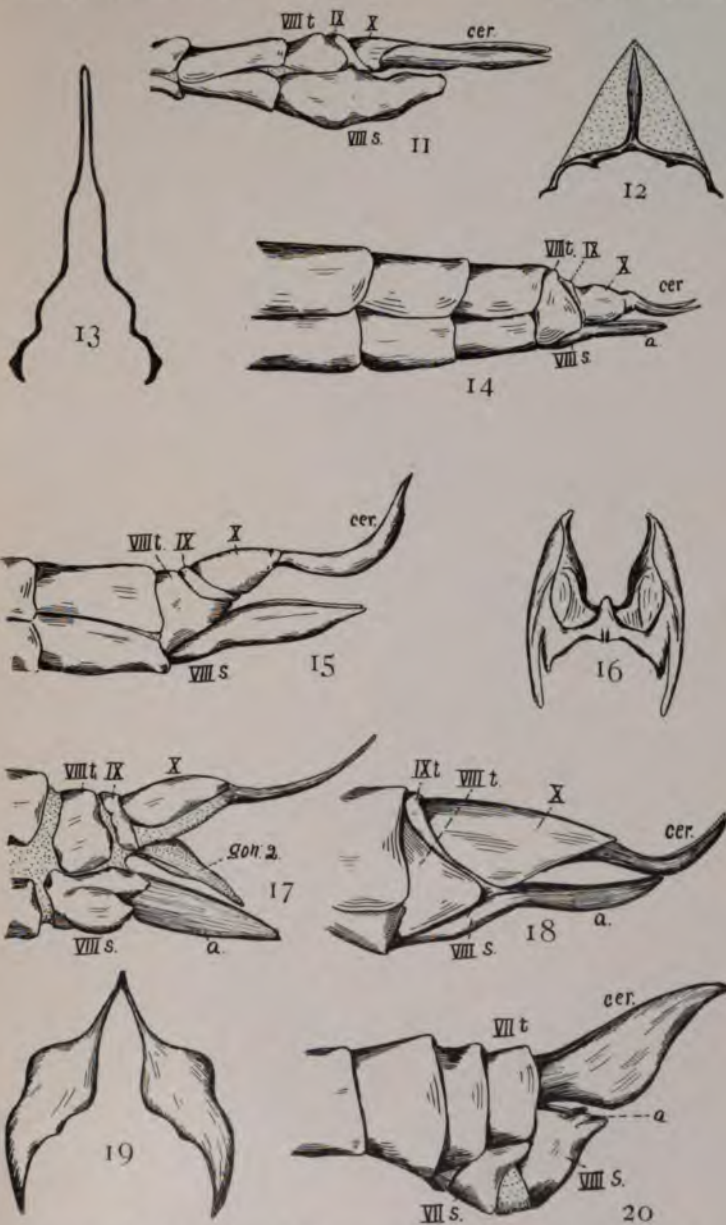 VIII t. IX X cer.
VIII s. 11
12
13
VIII t. IX X cer
VIII s. a.
14
VIII t. IX X cer.
VIII s. 15
16
VIII t. IX X
gon. 2.
17
VIII s. a.
IX t VIII t. X cer.
VIII s. a.
18
19
VII t cer.
a
VII s. VIII s.
20